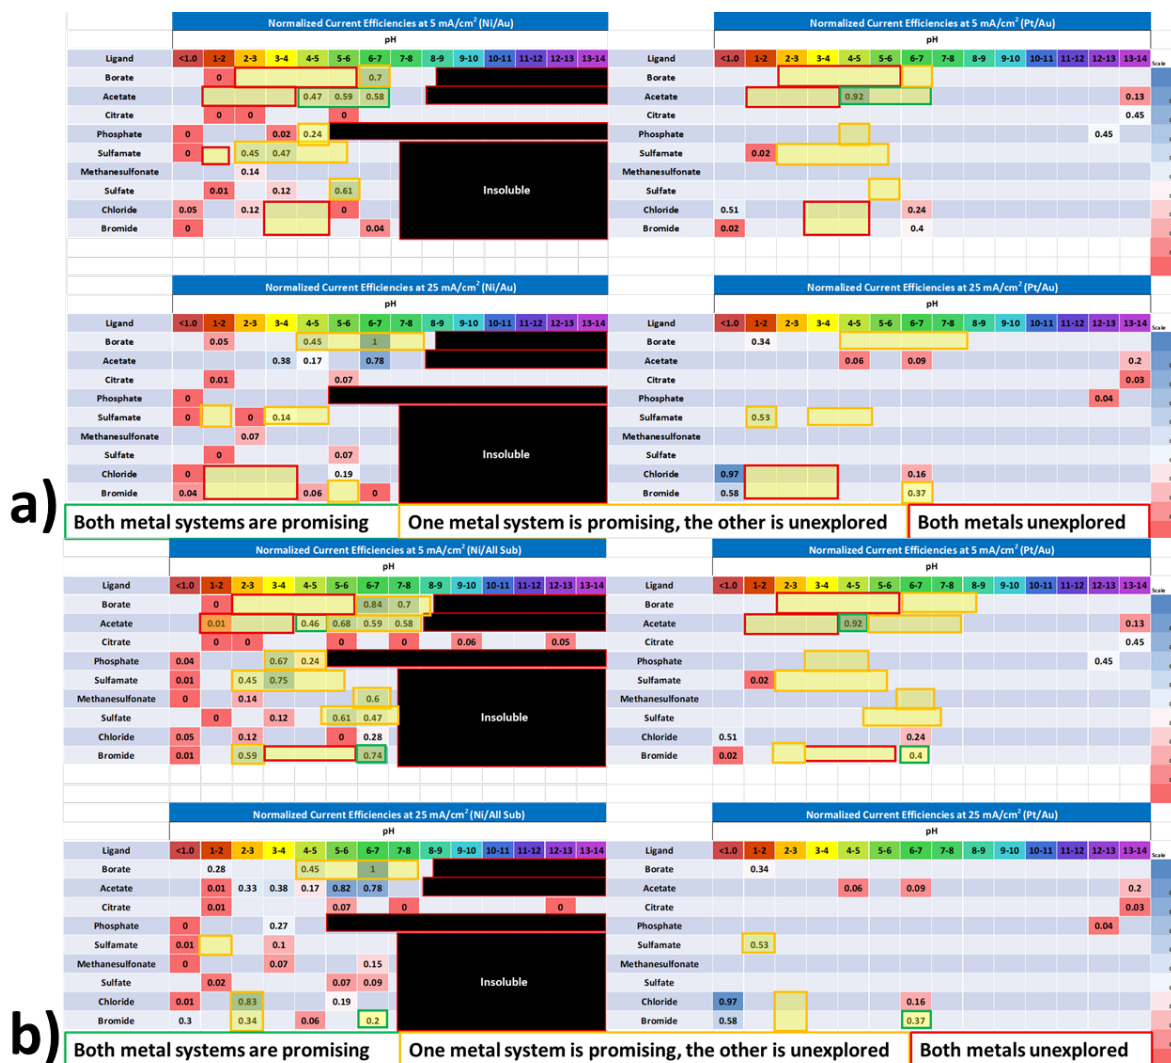 Normalized Current Efficiencies at 5 mA/cm² (Ni/Au) Normalized Current Efficiencies at 5 mA/cm² (Pt/Au)
pH pH
Ligand <1.0 1-2 2-3 3-4 4-5 5-6 6-7 7-8 8-9 9-10 10-11 11-12 12-13 13-14 Ligand <1.0 1-2 2-3 3-4 4-5 5-6 6-7 7-8 8-9 9-10 10-11 11-12 12-13 13-14 Scale
Borate 0 0.7 Borate
Acetate 0.47 0.59 0.58 Acetate 0.92 0.13
Citrate 0 0 0 Citrate 0.45
Phosphate 0 0.02 0.24 Phosphate 0.45
Sulfamate 0 0.45 0.47 Sulfamate 0.02
Methanesulfonate 0.14 Methanesulfonate
Sulfate 0.01 0.12 0.61 Insoluble Sulfate
Chloride 0.05 0.12 0 Chloride 0.51 0.24
Bromide 0 0.04 Bromide 0.02 0.4
Normalized Current Efficiencies at 25 mA/cm² (Ni/Au) Normalized Current Efficiencies at 25 mA/cm² (Pt/Au)
pH pH
Ligand <1.0 1-2 2-3 3-4 4-5 5-6 6-7 7-8 8-9 9-10 10-11 11-12 12-13 13-14 Ligand <1.0 1-2 2-3 3-4 4-5 5-6 6-7 7-8 8-9 9-10 10-11 11-12 12-13 13-14 Scale
Borate 0.05 0.45 1 Borate 0.34
Acetate 0.38 0.17 0.78 Acetate 0.06 0.09 0.2
Citrate 0.01 0.07 Citrate 0.03
Phosphate 0 Phosphate 0.04
Sulfamate 0 0 0.14 Sulfamate 0.53
Methanesulfonate 0.07 Methanesulfonate
Sulfate 0 0.07 Insoluble Sulfate
Chloride 0 0.19 Chloride 0.97 0.16
Bromide 0.04 0.06 0 Bromide 0.58 0.37
a)
Both metal systems are promising One metal system is promising, the other is unexplored Both metals unexplored
Normalized Current Efficiencies at 5 mA/cm² (Ni/All Sub) Normalized Current Efficiencies at 5 mA/cm² (Pt/Au)
pH pH
Ligand <1.0 1-2 2-3 3-4 4-5 5-6 6-7 7-8 8-9 9-10 10-11 11-12 12-13 13-14 Ligand <1.0 1-2 2-3 3-4 4-5 5-6 6-7 7-8 8-9 9-10 10-11 11-12 12-13 13-14 Scale
Borate 0 0.84 0.7 Borate
Acetate 0.01 0.46 0.68 0.59 0.58 Acetate 0.92 0.13
Citrate 0 0 0 0 0.06 0.05 Citrate 0.45
Phosphate 0.04 0.67 0.24 Phosphate 0.45
Sulfamate 0.01 0.45 0.75 Sulfamate 0.02
Methanesulfonate 0 0.14 0.6 Methanesulfonate
Sulfate 0 0.12 0.61 0.47 Insoluble Sulfate
Chloride 0.05 0.12 0 0.28 Chloride 0.51 0.24
Bromide 0.01 0.59 0.74 Bromide 0.02 0.4
Normalized Current Efficiencies at 25 mA/cm² (Ni/All Sub) Normalized Current Efficiencies at 25 mA/cm² (Pt/Au)
pH pH
Ligand <1.0 1-2 2-3 3-4 4-5 5-6 6-7 7-8 8-9 9-10 10-11 11-12 12-13 13-14 Ligand <1.0 1-2 2-3 3-4 4-5 5-6 6-7 7-8 8-9 9-10 10-11 11-12 12-13 13-14 Scale
Borate 0.28 0.45 1 Borate 0.34
Acetate 0.01 0.33 0.38 0.17 0.82 0.78 Acetate 0.06 0.09 0.2
Citrate 0.01 0.07 0 0 Citrate 0.03
Phosphate 0 0.27 Phosphate 0.04
Sulfamate 0.01 0.1 Sulfamate 0.53
Methanesulfonate 0 0.07 0.15 Methanesulfonate
Sulfate 0.02 0.07 0.09 Insoluble Sulfate
Chloride 0.01 0.83 0.19 Chloride 0.97 0.16
Bromide 0.3 0.34 0.06 0.2 Bromide 0.58 0.37
b)
Both metal systems are promising One metal system is promising, the other is unexplored Both metals unexplored